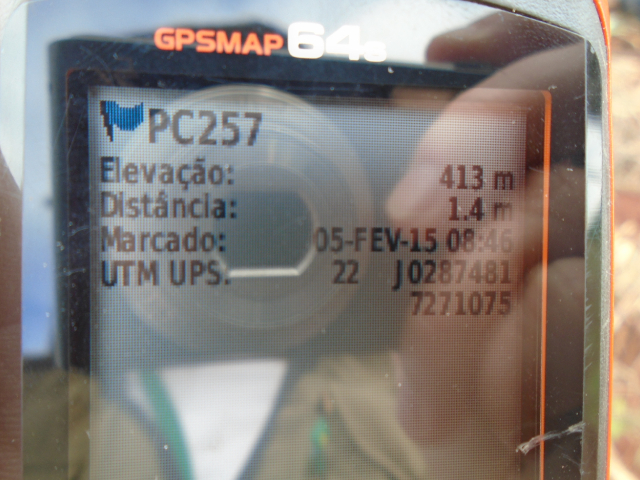 GPSMAP 64s
PC257
Elevação: 413 m
Distância: 1.4 m
Marcado: 05-FEV-15 08:46
UTM UPS: 22 J 0287481
7271075